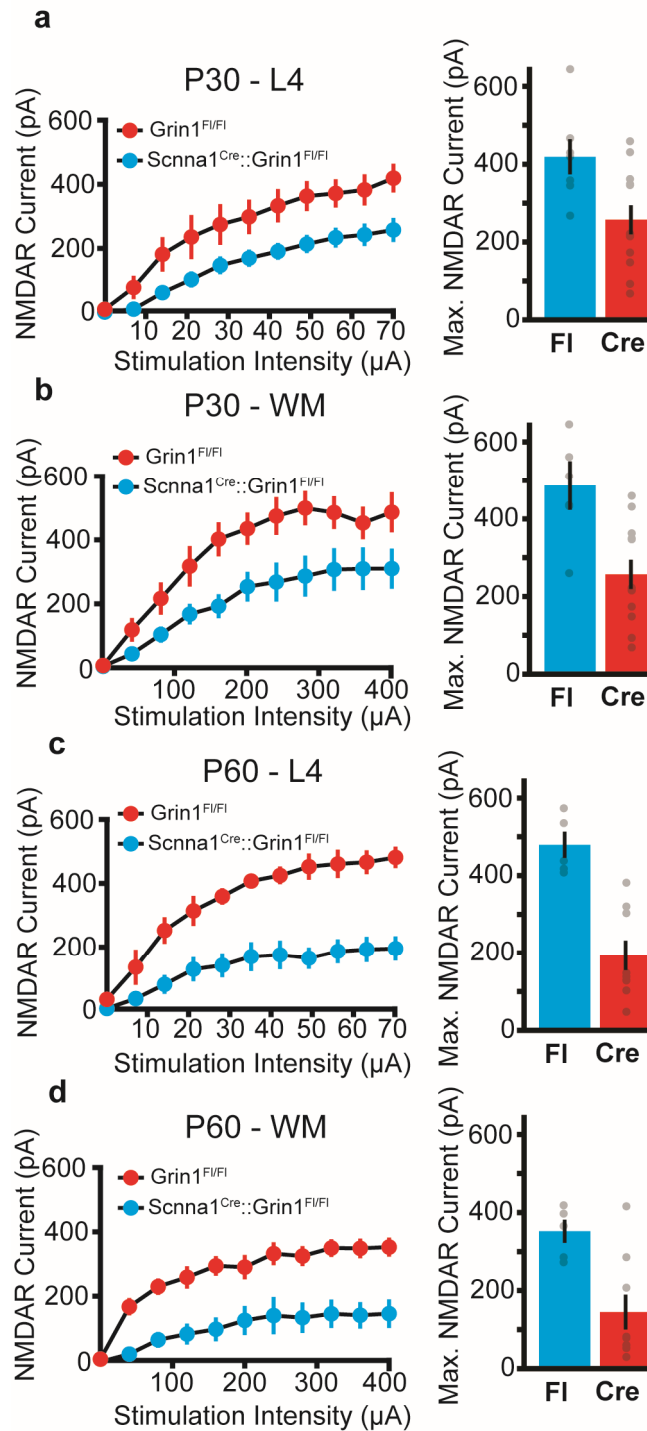 a
P30 - L4
NMDAR Current (pA)
600
400
200
0
Grin1Fl/Fl
Scnna1Cre::Grin1Fl/Fl
10 20 30 40 50 60 70
Stimulation Intensity (µA)
Max. NMDAR Current (pA)
600
400
200
0
Fl Cre
b
P30 - WM
NMDAR Current (pA)
600
400
200
0
Grin1Fl/Fl
Scnna1Cre::Grin1Fl/Fl
100 200 300 400
Stimulation Intensity (µA)
Max. NMDAR Current (pA)
600
400
200
0
Fl Cre
c
P60 - L4
NMDAR Current (pA)
600
400
200
0
Grin1Fl/Fl
Scnna1Cre::Grin1Fl/Fl
10 20 30 40 50 60 70
Stimulation Intensity (µA)
Max. NMDAR Current (pA)
600
400
200
0
Fl Cre
d
P60 - WM
NMDAR Current (pA)
600
400
200
0
Grin1Fl/Fl
Scnna1Cre::Grin1Fl/Fl
100 200 300 400
Stimulation Intensity (µA)
Max. NMDAR Current (pA)
600
400
200
0
Fl Cre